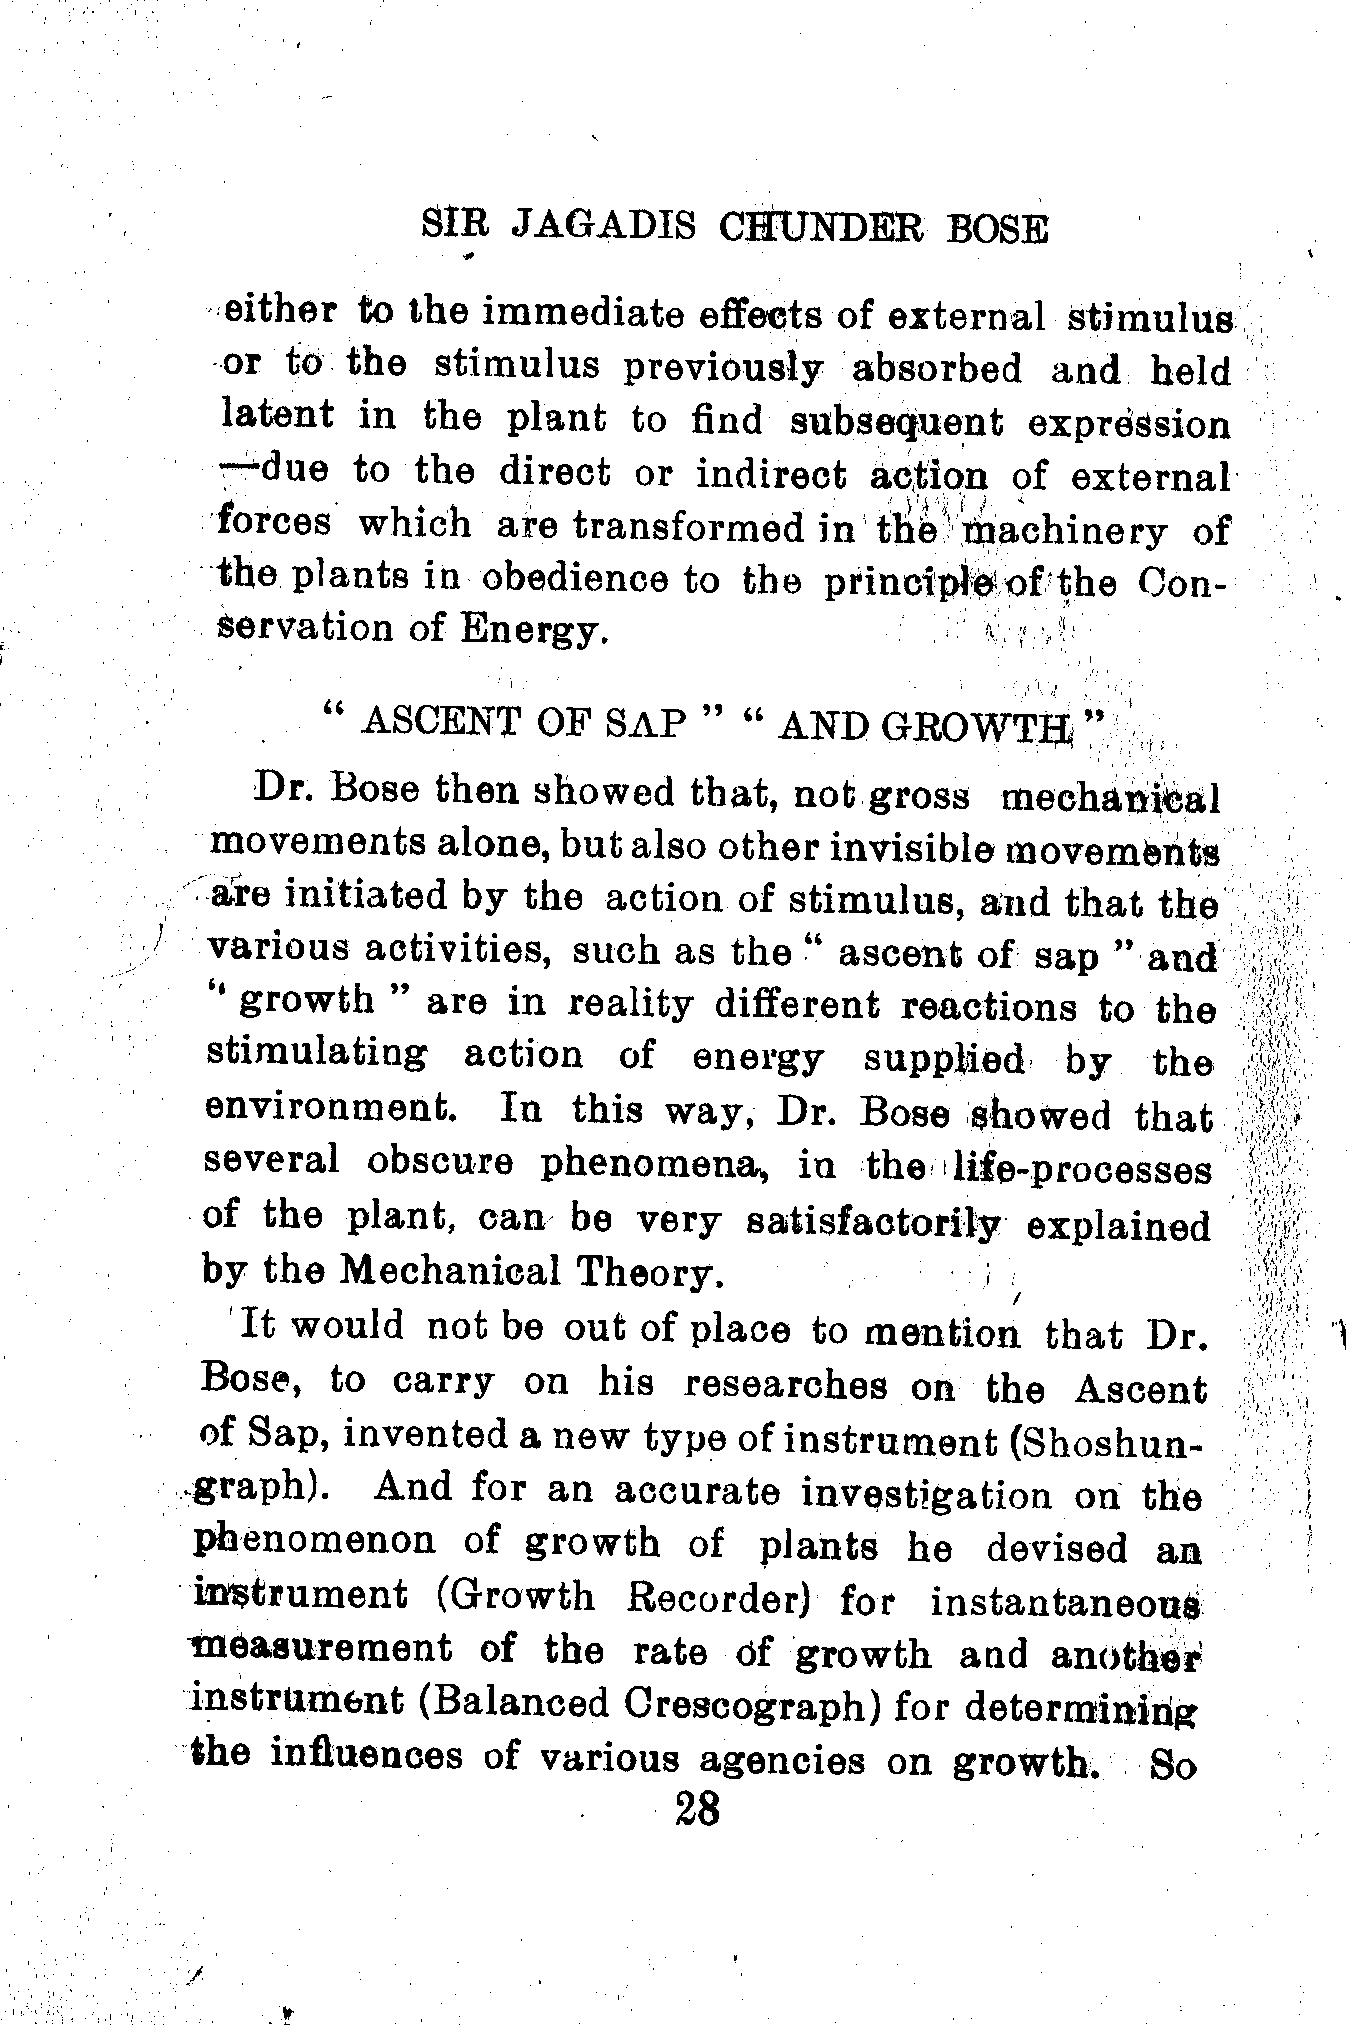 SIR JAGADIS CHUNDER BOSE
either to the immediate effects of external stimulus
or to the stimulus previously absorbed and held
latent in the plant to find subsequent expression
—due to the direct or indirect action of external
forces which are transformed in the machinery of
the plants in obedience to the principle of the Con-
servation of Energy.
“ ASCENT OF SAP ” “ AND GROWTH ”
Dr. Bose then showed that, not gross mechanical
movements alone, but also other invisible movements
are initiated by the action of stimulus, and that the
various activities, such as the “ ascent of sap ” and
“ growth ” are in reality different reactions to the
stimulating action of energy supplied by the
environment. In this way, Dr. Bose showed that
several obscure phenomena, in the life-processes
of the plant, can be very satisfactorily explained
by the Mechanical Theory.
It would not be out of place to mention that Dr.
Bose, to carry on his researches on the Ascent
of Sap, invented a new type of instrument (Shoshun-
graph). And for an accurate investigation on the
phenomenon of growth of plants he devised an
instrument (Growth Recorder) for instantaneous
measurement of the rate of growth and another
instrument (Balanced Crescograph) for determining
the influences of various agencies on growth. So
28